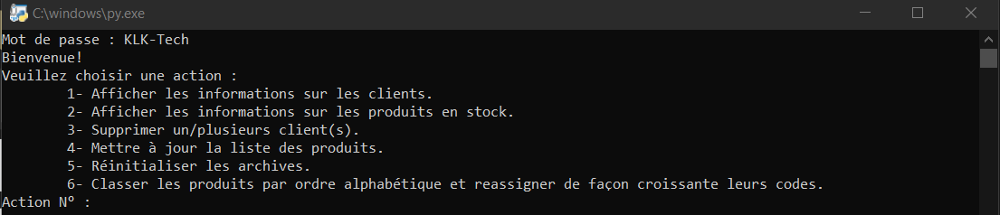 C:\windows\py.exe
Mot de passe : KLK-Tech
Bienvenue!
Veuillez choisir une action :
1- Afficher les informations sur les clients.
2- Afficher les informations sur les produits en stock.
3- Supprimer un/plusieurs client(s).
4- Mettre à jour la liste des produits.
5- Réinitialiser les archives.
6- Classer les produits par ordre alphabétique et reassigner de façon croissante leurs codes.
Action N° :